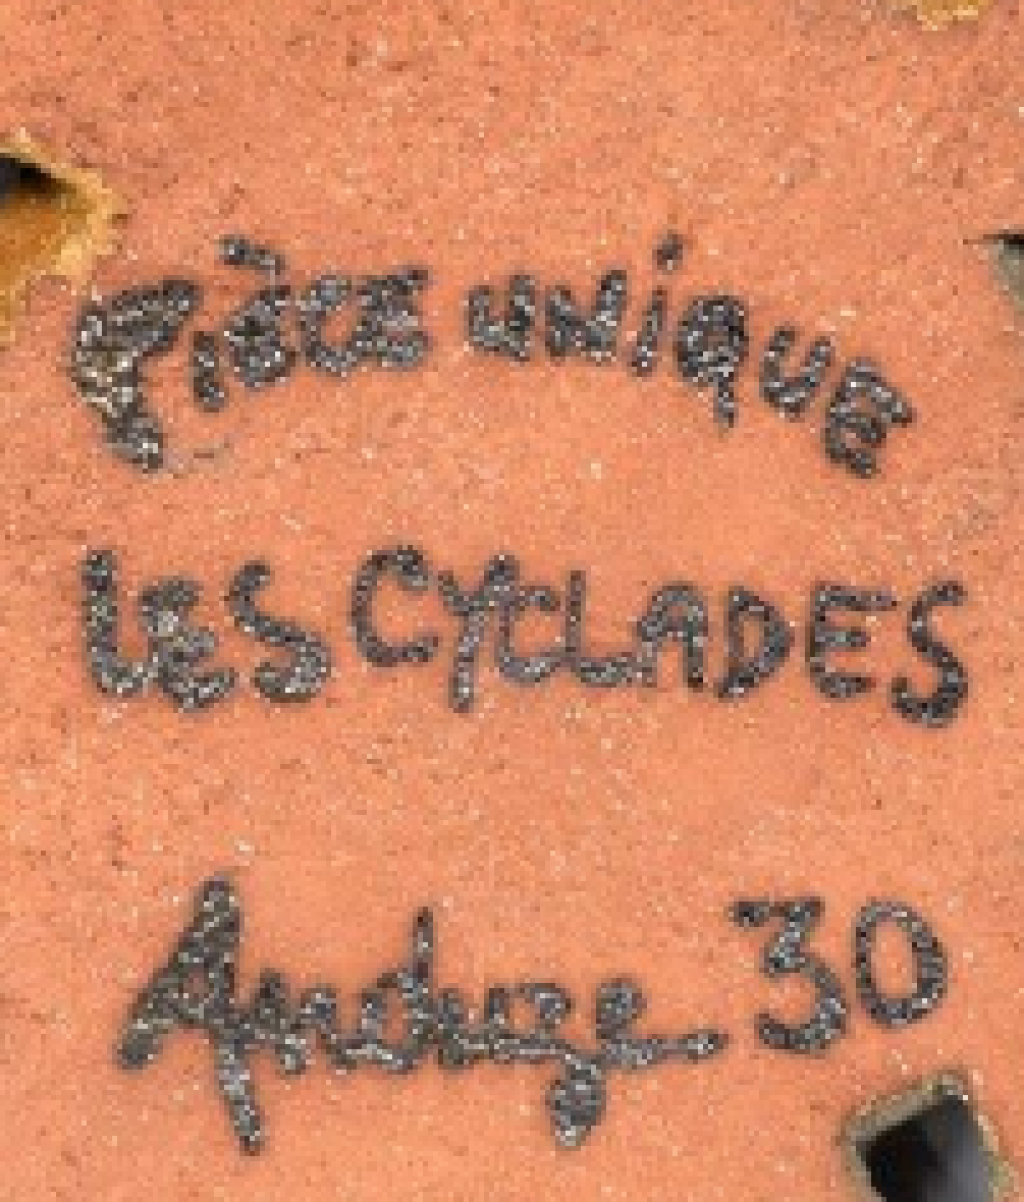 PIÈCE UNiQUE
LES CYCLADES
Anduze 30